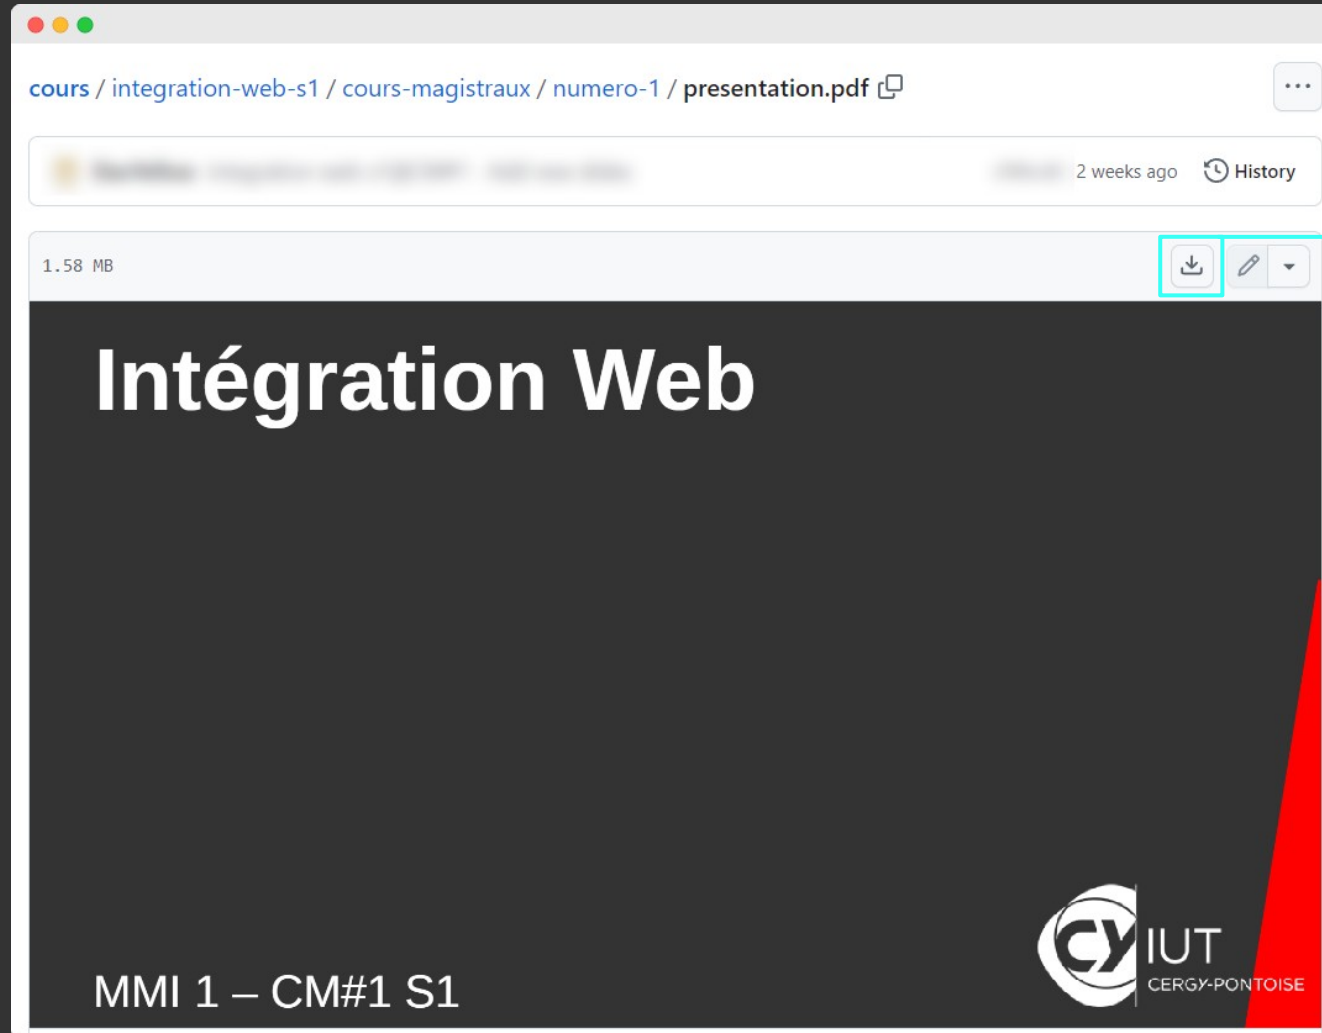 cours / integration-web-s1 / cours-magistraux / numero-1 / presentation.pdf
2 weeks ago History
1.58 MB
Intégration Web
CY IUT
CERGY-PONTOISE
MMI 1 – CM#1 S1